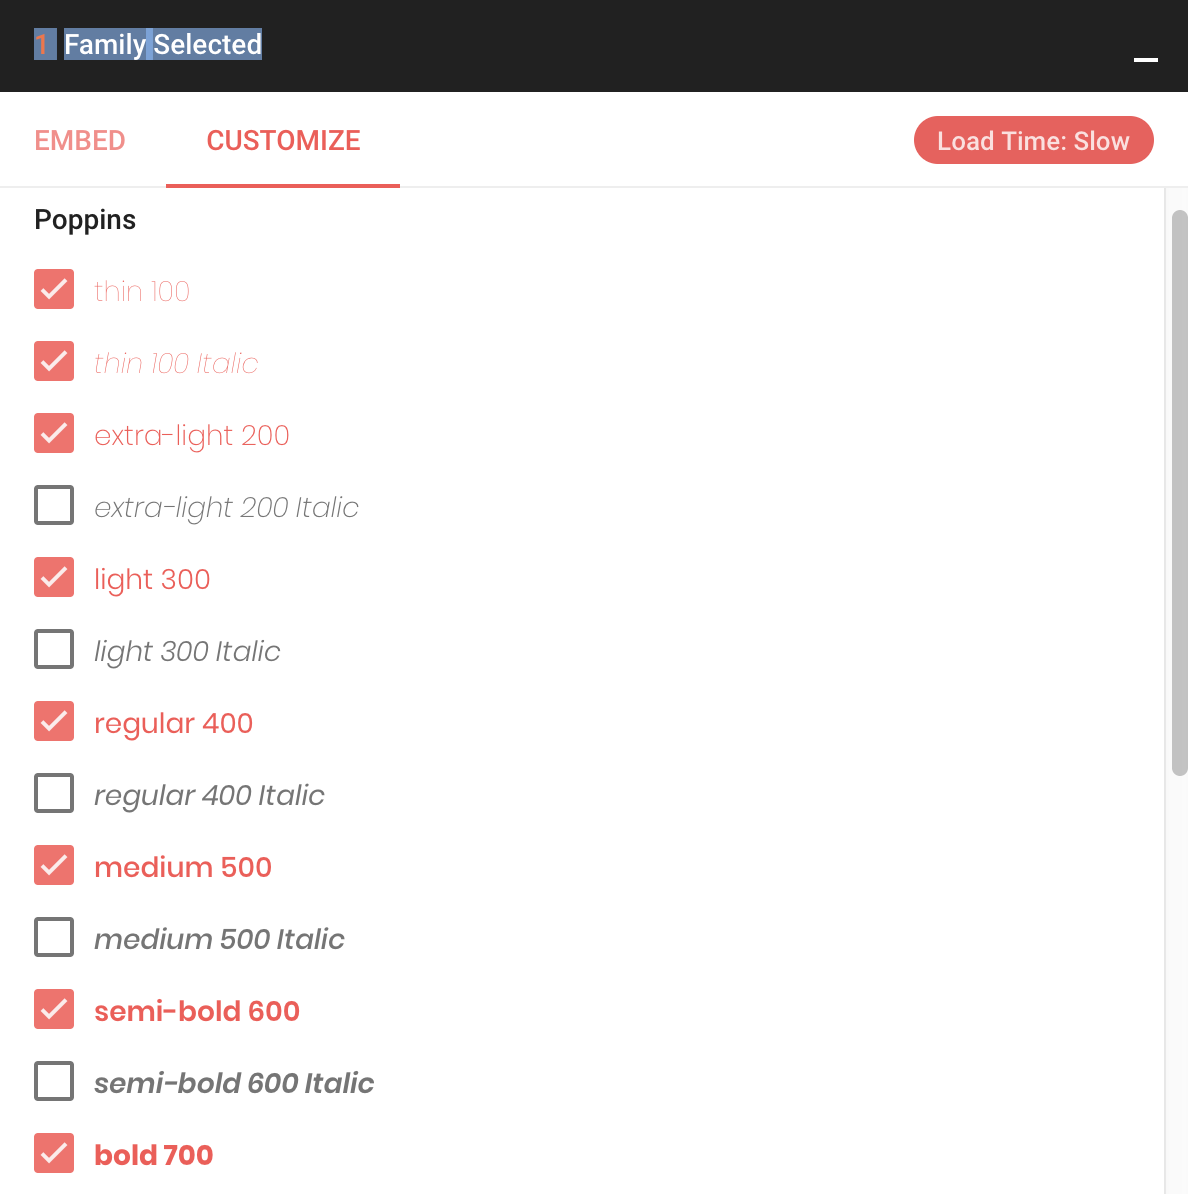 1 Family Selected
EMBED CUSTOMIZE Load Time: Slow
Poppins
thin 100
thin 100 Italic
extra-light 200
extra-light 200 Italic
light 300
light 300 Italic
regular 400
regular 400 Italic
medium 500
medium 500 Italic
semi-bold 600
semi-bold 600 Italic
bold 700